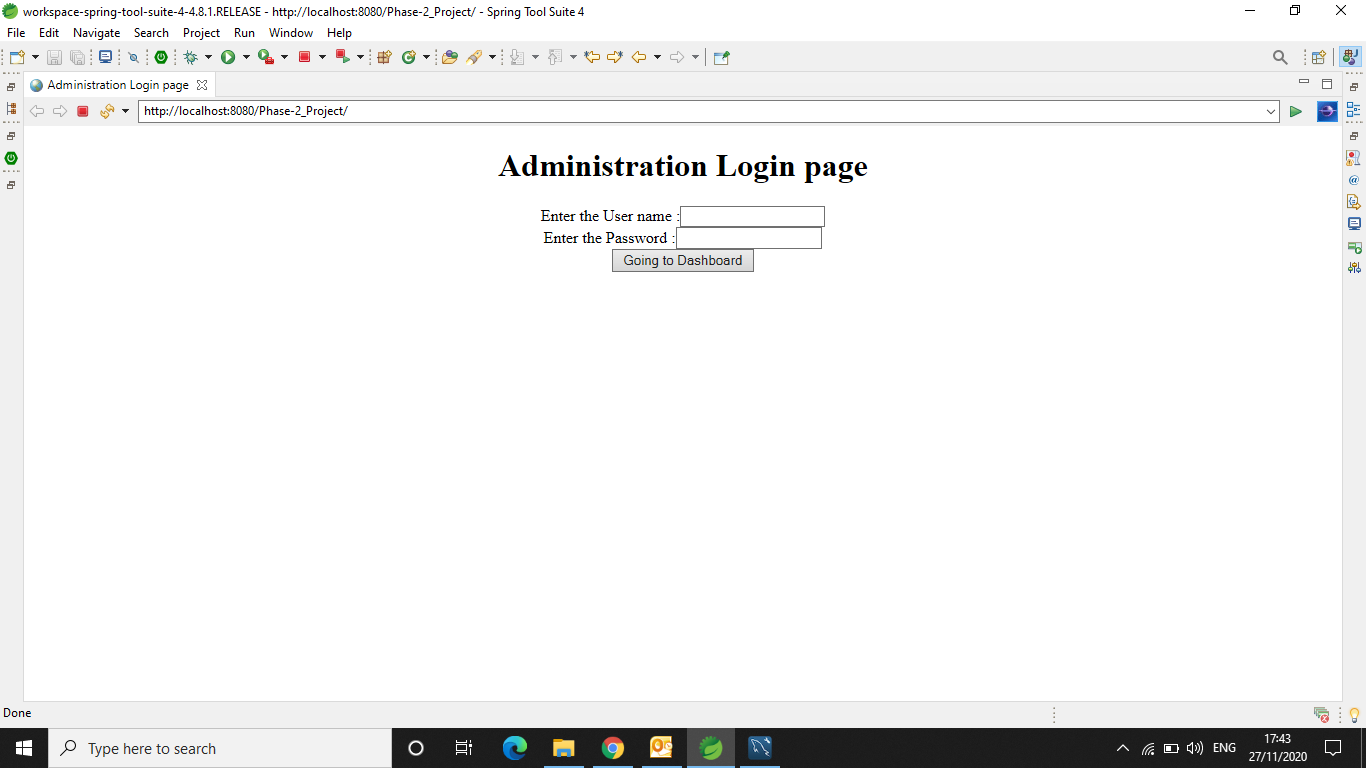 workspace-spring-tool-suite-4-4.8.1.RELEASE - http://localhost:8080/Phase-2_Project/ - Spring Tool Suite 4
File Edit Navigate Search Project Run Window Help
Administration Login page
http://localhost:8080/Phase-2_Project/
Administration Login page
Enter the User name :
Enter the Password :
Going to Dashboard
Done
Type here to search
ENG
17:43
27/11/2020